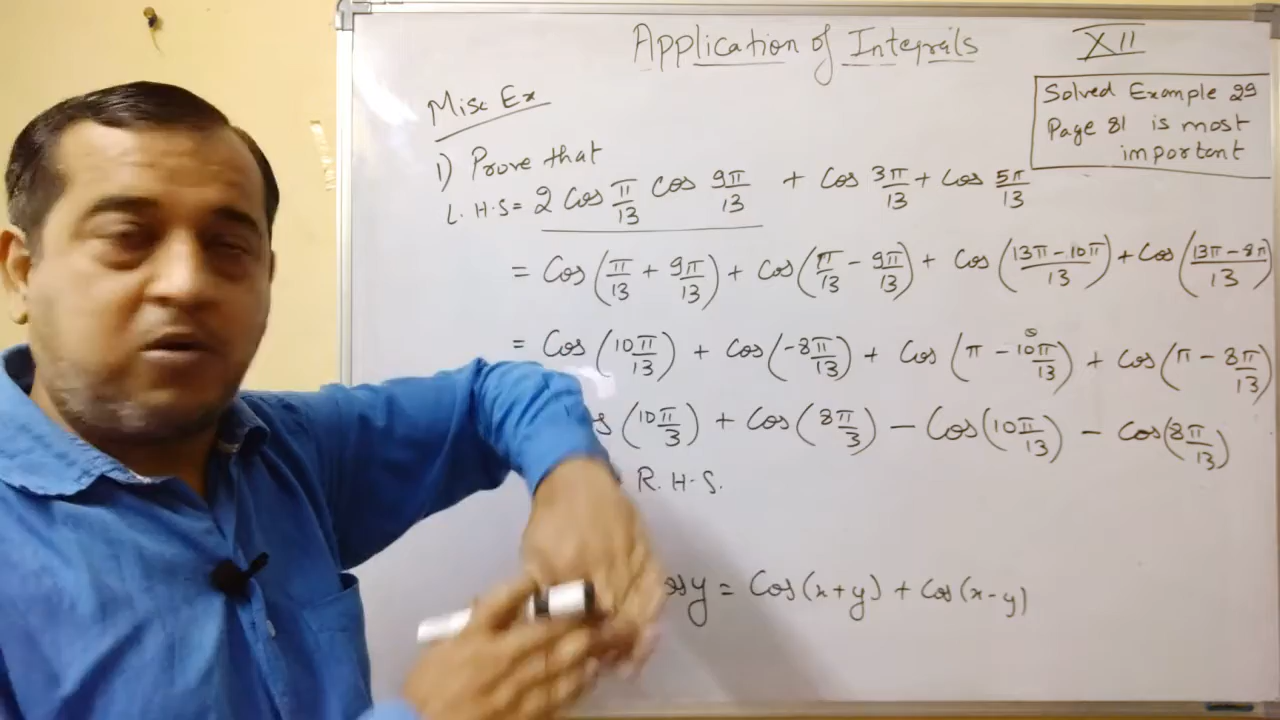 Application of Integrals XII
Solved Example 29
Page 81 is most
important
Misc Ex
1) Prove that
L.H.S = 2 Cos π/13 Cos 9π/13 + Cos 3π/13 + Cos 5π/13
= Cos (π/13 + 9π/13) + Cos (π/13 - 9π/13) + Cos (13π - 10π/13) + Cos (13π - 8π/13)
= Cos (10π/13) + Cos (-8π/13) + Cos (π - 10π/13) + Cos (π - 8π/13)
s (10π/3) + Cos (8π/3) - Cos (10π/13) - Cos (8π/13)
R.H.S.
osy = Cos (x+y) + Cos (x-y)